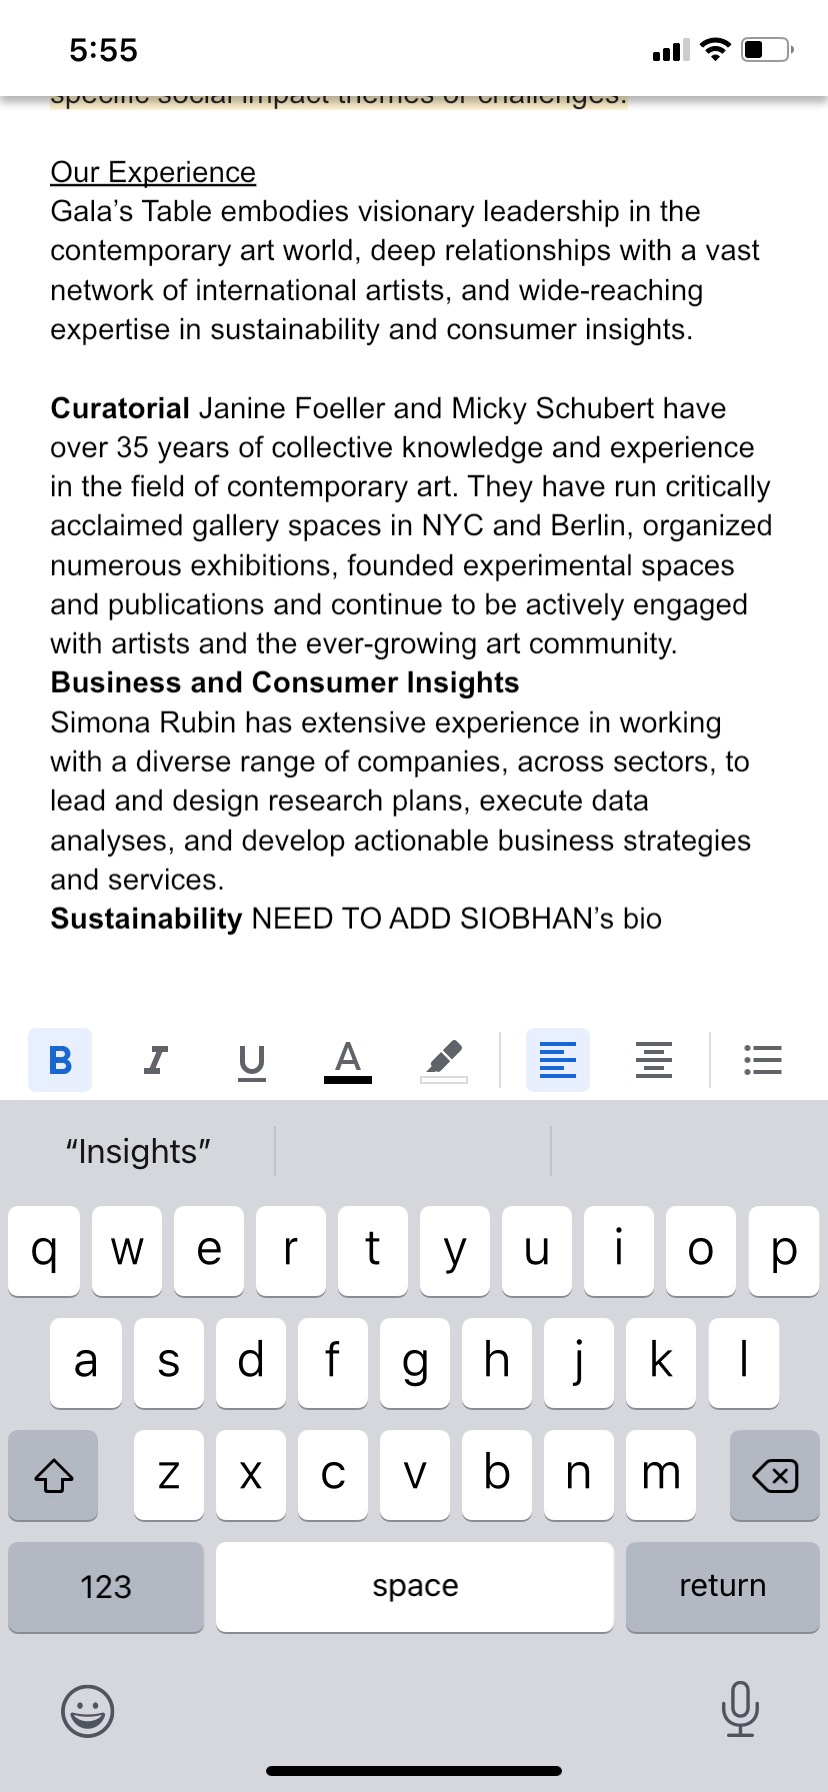 5:55
specific social impact themes or challenges.
Our Experience
Gala’s Table embodies visionary leadership in the
contemporary art world, deep relationships with a vast
network of international artists, and wide-reaching
expertise in sustainability and consumer insights.
Curatorial Janine Foeller and Micky Schubert have
over 35 years of collective knowledge and experience
in the field of contemporary art. They have run critically
acclaimed gallery spaces in NYC and Berlin, organized
numerous exhibitions, founded experimental spaces
and publications and continue to be actively engaged
with artists and the ever-growing art community.
Business and Consumer Insights
Simona Rubin has extensive experience in working
with a diverse range of companies, across sectors, to
lead and design research plans, execute data
analyses, and develop actionable business strategies
and services.
Sustainability NEED TO ADD SIOBHAN’s bio
B I U A
“Insights”
q w e r t y u i o p
a s d f g h j k l
z x c v b n m
123 space return